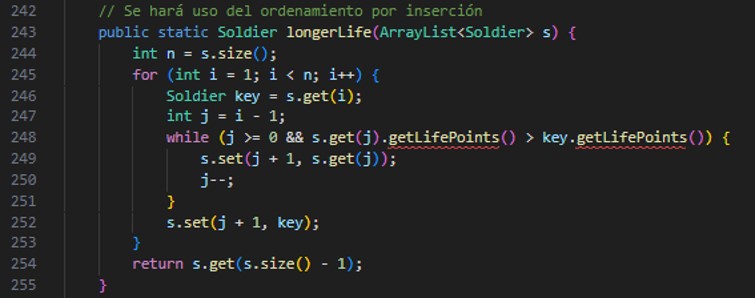 242 // Se hará uso del ordenamiento por inserción
243 public static Soldier longerLife(ArrayList<Soldier> s) {
244 int n = s.size();
245 for (int i = 1; i < n; i++) {
246 Soldier key = s.get(i);
247 int j = i - 1;
248 while (j >= 0 && s.get(j).getLifePoints() > key.getLifePoints()) {
249 s.set(j + 1, s.get(j));
250 j--;
251 }
252 s.set(j + 1, key);
253 }
254 return s.get(s.size() - 1);
255 }